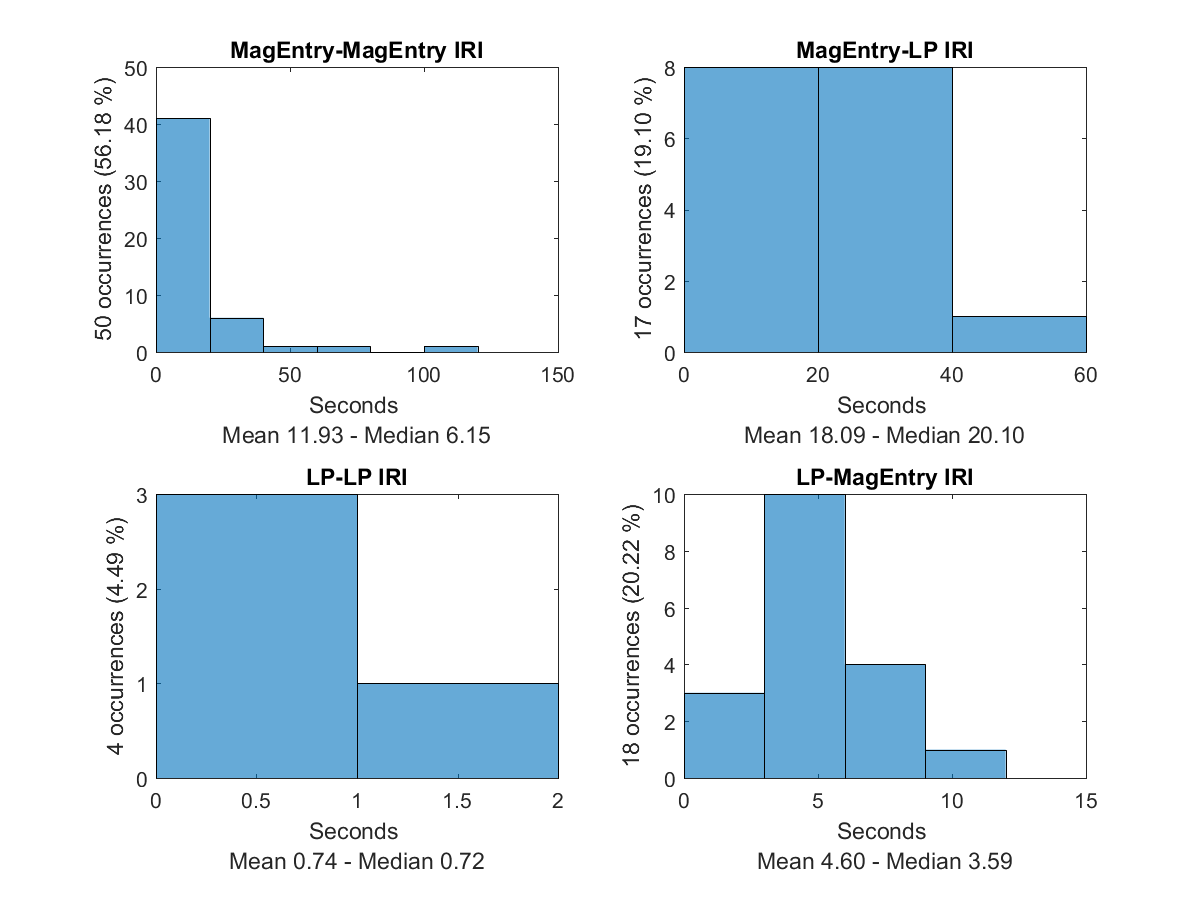 MagEntry-MagEntry IRI
50 occurrences (56.18 %)
50
40
30
20
10
0
0 50 100 150
Seconds
Mean 11.93 - Median 6.15
MagEntry-LP IRI
17 occurrences (19.10 %)
8
6
4
2
0
0 20 40 60
Seconds
Mean 18.09 - Median 20.10
LP-LP IRI
4 occurrences (4.49 %)
3
2
1
0
0 0.5 1 1.5 2
Seconds
Mean 0.74 - Median 0.72
LP-MagEntry IRI
18 occurrences (20.22 %)
10
8
6
4
2
0
0 5 10 15
Seconds
Mean 4.60 - Median 3.59